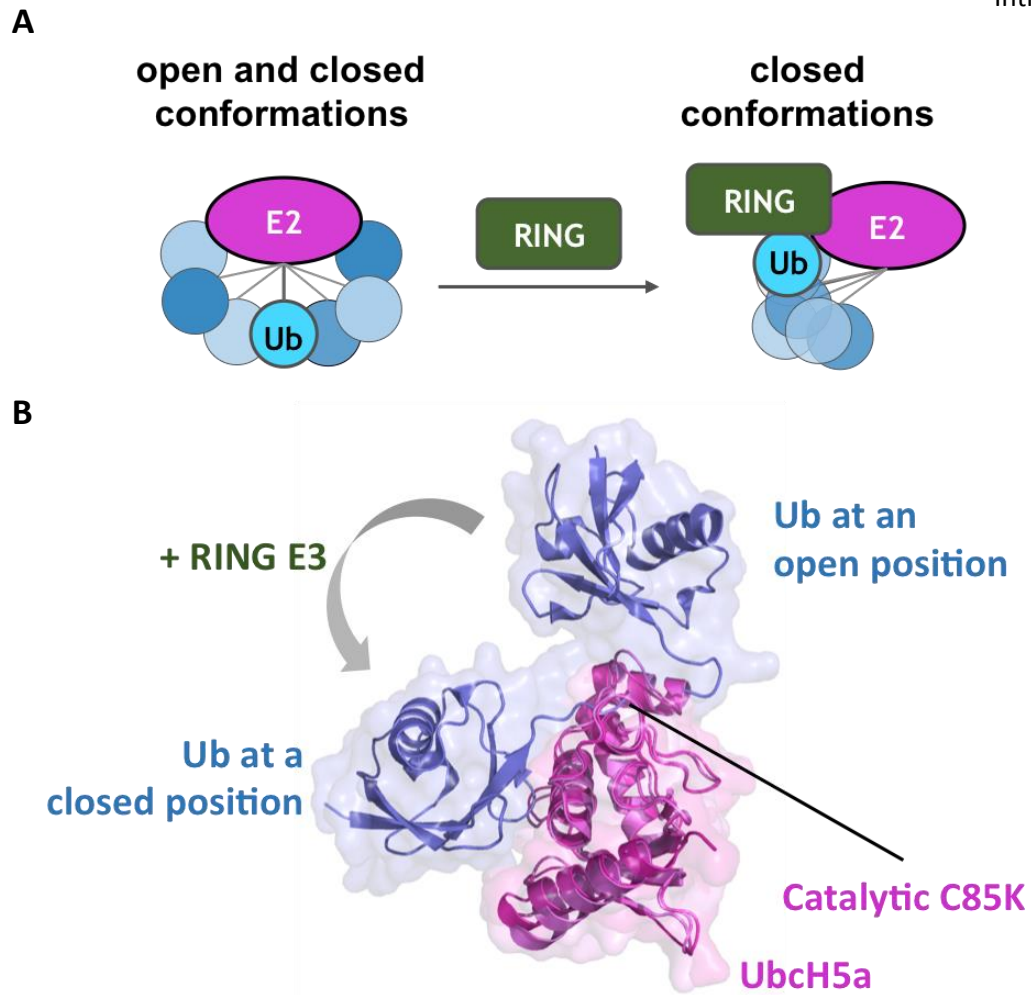 A
open and closed
conformations
closed
conformations
E2
Ub
RING
RING
E2
Ub
B
+ RING E3
Ub at an
open position
Ub at a
closed position
Catalytic C85K
UbcH5a